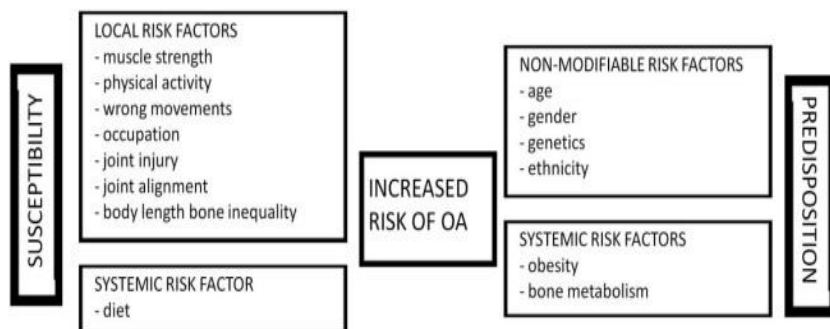 SUSCEPTIBILITY
LOCAL RISK FACTORS
- muscle strength
- physical activity
- wrong movements
- occupation
- joint injury
- joint alignment
- body length bone inequality
SYSTEMIC RISK FACTOR
- diet
INCREASED
RISK OF OA
NON-MODIFIABLE RISK FACTORS
- age
- gender
- genetics
- ethnicity
SYSTEMIC RISK FACTORS
- obesity
- bone metabolism
PREDISPOSITION